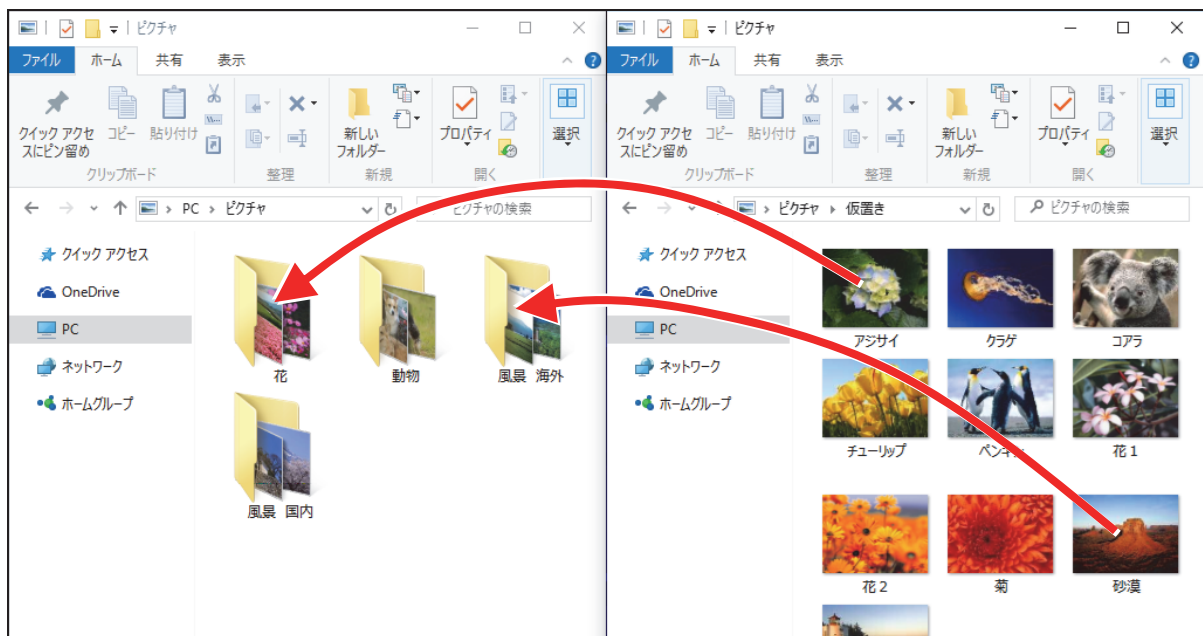 ピクチャ
ファイル ホーム 共有 表示
クイック アクセスにピン留め
コピー
貼り付け
新しいフォルダー
プロパティ
選択
クリップボード 整理 新規 開く
PC ピクチャ
ピクチャの検索
クイック アクセス
OneDrive
PC
ネットワーク
ホームグループ
花 動物 風景 海外
風景 国内
ピクチャ
ファイル ホーム 共有 表示
クイック アクセスにピン留め
コピー
貼り付け
新しいフォルダー
プロパティ
選択
クリップボード 整理 新規 開く
ピクチャ 仮置き
ピクチャの検索
クイック アクセス
OneDrive
PC
ネットワーク
ホームグループ
アジサイ クラゲ コアラ
チューリップ ペンギン 花1
花2 菊 砂漠